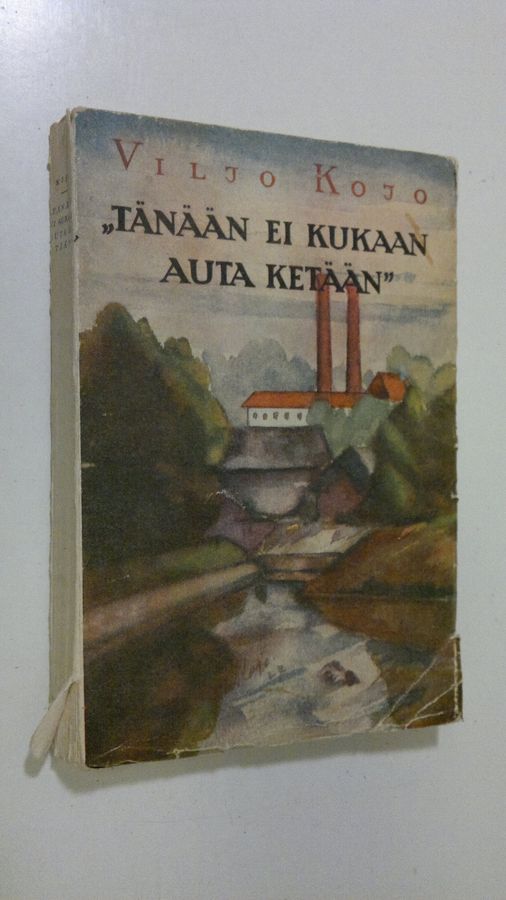 VILJO KOJO
„TÄNÄÄN EI KUKAAN
AUTA KETÄÄN”